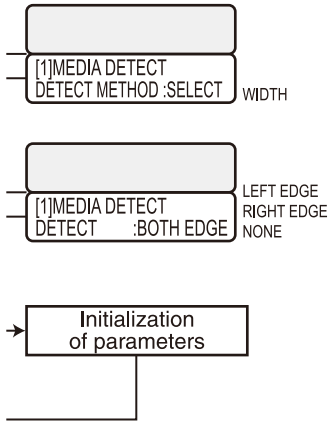 [1]MEDIA DETECT
DETECT METHOD :SELECT
WIDTH
[1]MEDIA DETECT
DETECT :BOTH EDGE
LEFT EDGE
RIGHT EDGE
NONE
Initialization
of parameters